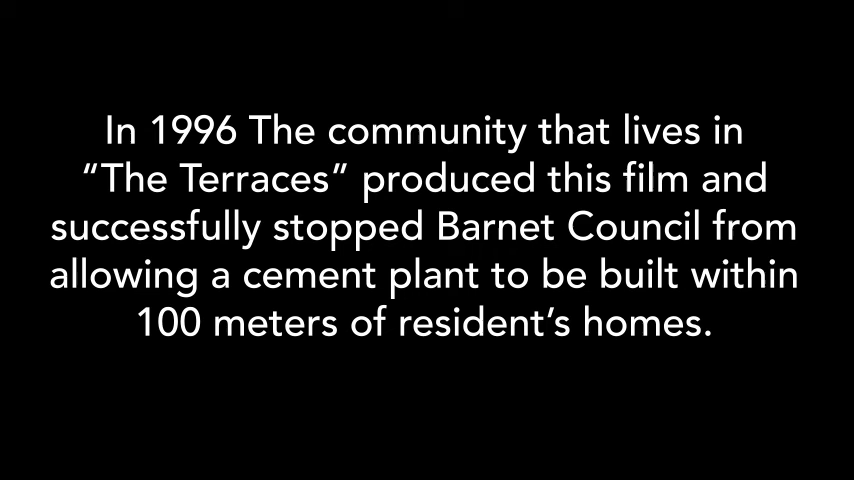 In 1996 The community that lives in
“The Terraces” produced this film and
successfully stopped Barnet Council from
allowing a cement plant to be built within
100 meters of resident’s homes.